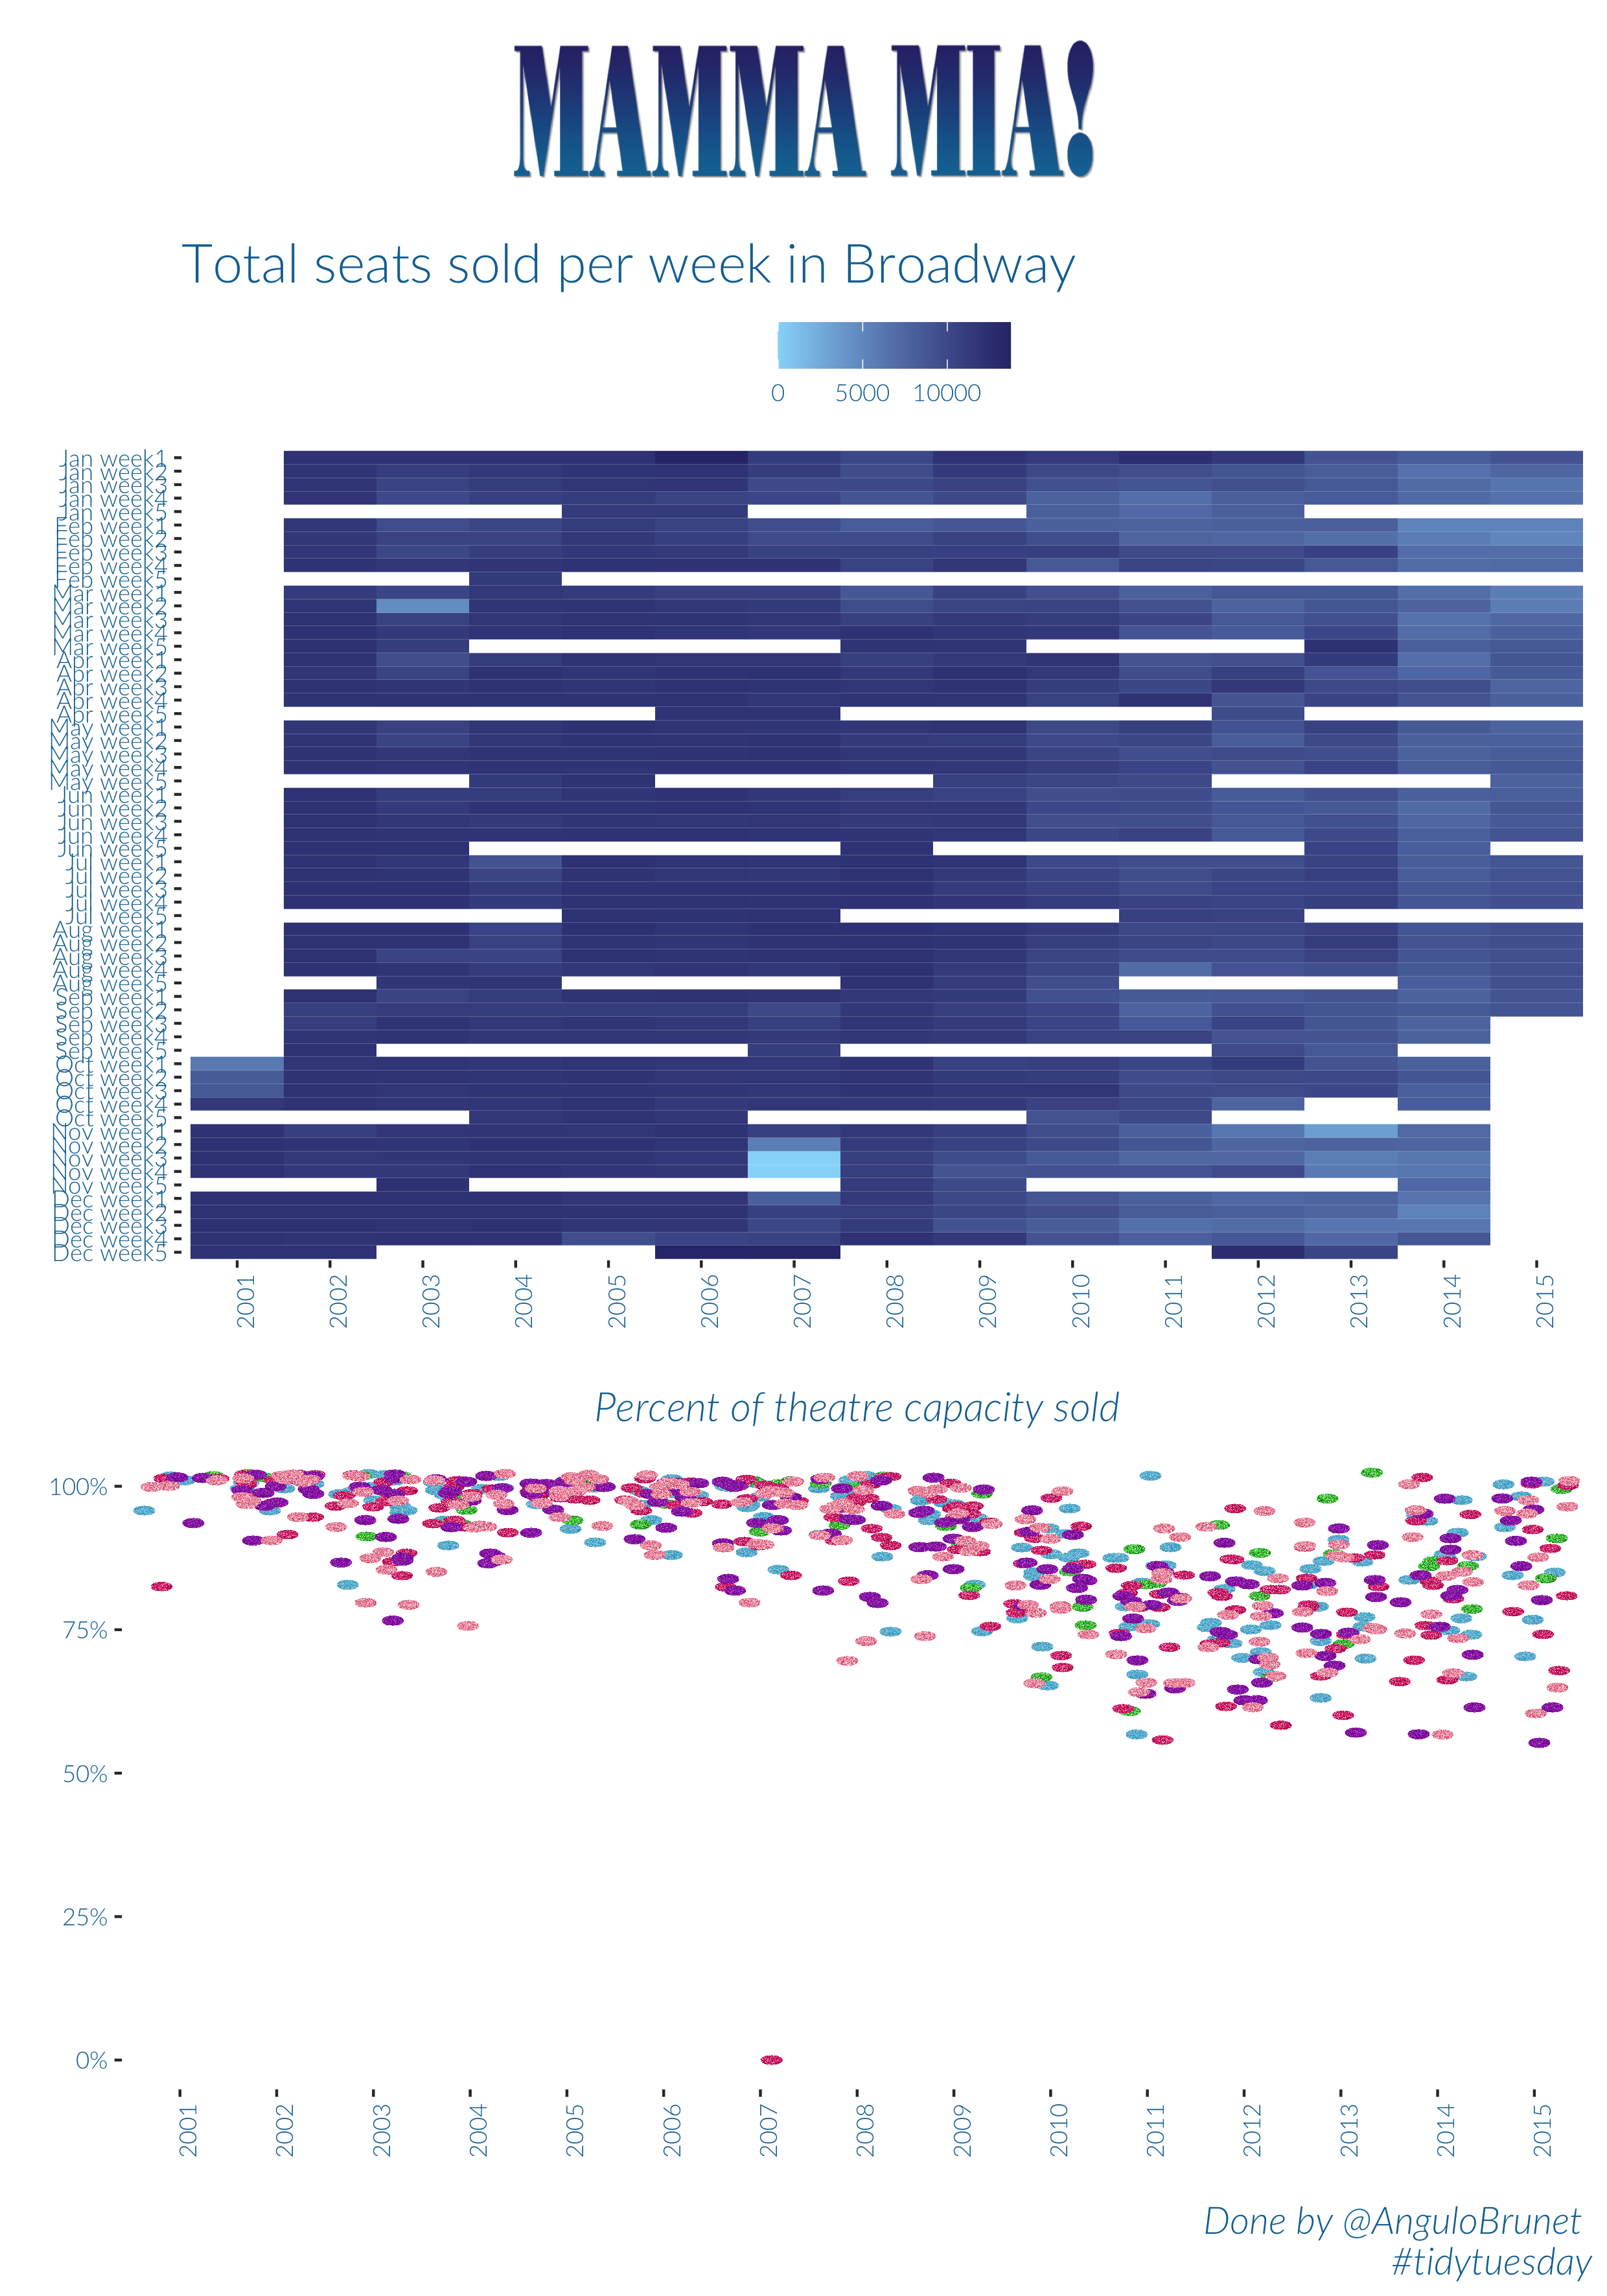 MAMMA MIA!
Total seats sold per week in Broadway
0 5000 10000
Jan week1
Jan week2
Jan week3
Jan week4
Jan week5
Feb week1
Feb week2
Feb week3
Feb week4
Feb week5
Mar week1
Mar week2
Mar week3
Mar week4
Mar week5
Apr week1
Apr week2
Apr week3
Apr week4
Apr week5
May week1
May week2
May week3
May week4
May week5
Jun week1
Jun week2
Jun week3
Jun week4
Jun week5
Jul week1
Jul week2
Jul week3
Jul week4
Jul week5
Aug week1
Aug week2
Aug week3
Aug week4
Aug week5
Sep week1
Sep week2
Sep week3
Sep week4
Sep week5
Oct week1
Oct week2
Oct week3
Oct week4
Oct week5
Nov week1
Nov week2
Nov week3
Nov week4
Nov week5
Dec week1
Dec week2
Dec week3
Dec week4
Dec week5
2001 2002 2003 2004 2005 2006 2007 2008 2009 2010 2011 2012 2013 2014 2015
Percent of theatre capacity sold
100%
75%
50%
25%
0%
2001 2002 2003 2004 2005 2006 2007 2008 2009 2010 2011 2012 2013 2014 2015
Done by @AnguloBrunet
#tidytuesday